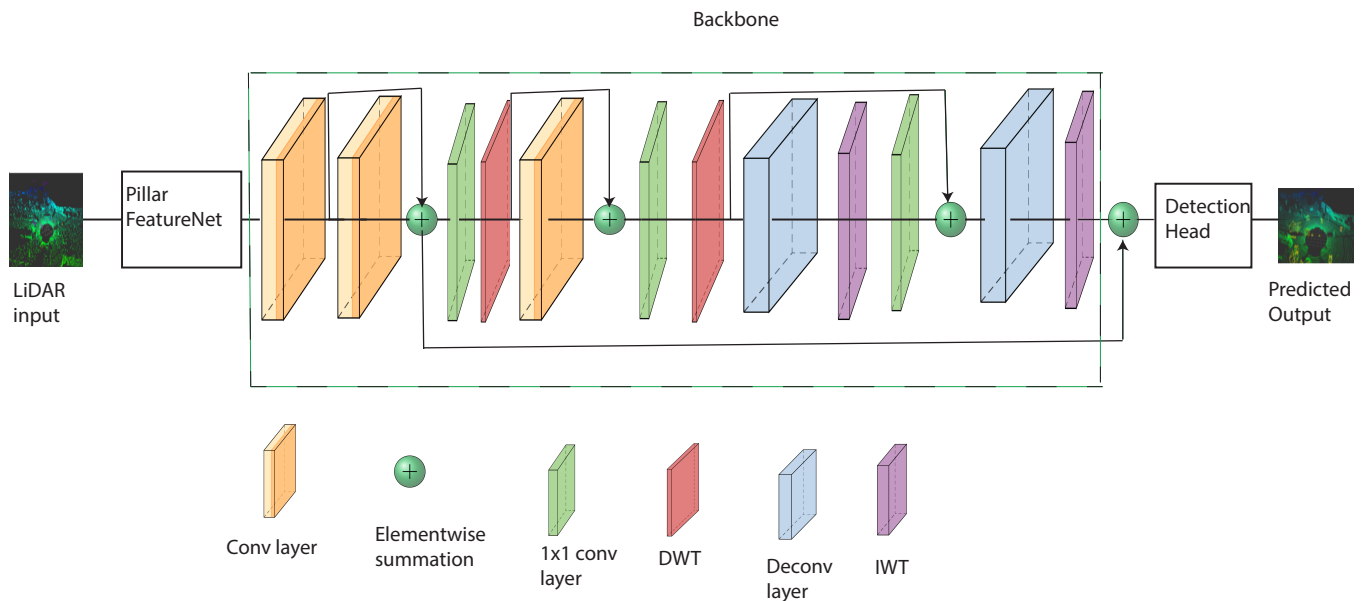 Backbone
Pillar
FeatureNet
Detection
Head
LiDAR
input
Predicted
Output
+
+
+
+
+
Conv layer
Elementwise
summation
1x1 conv
layer
DWT
Deconv
layer
IWT